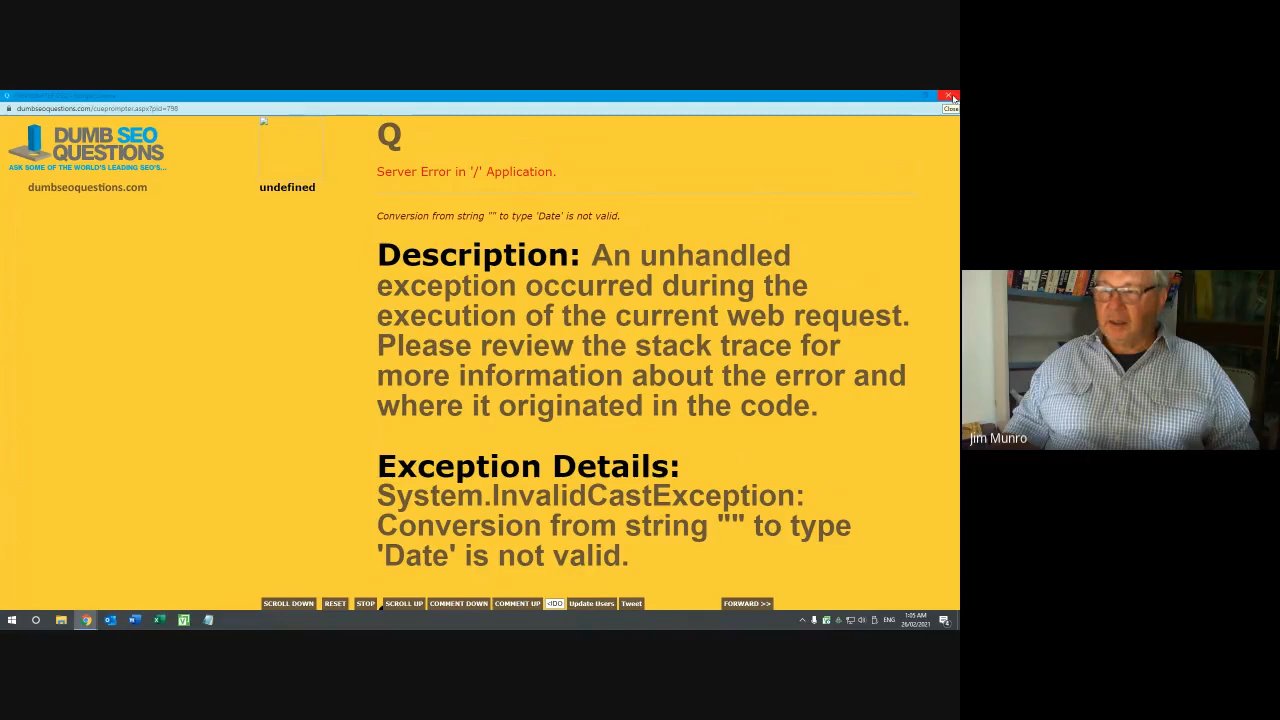 dumbseoquestions.com/cueprompter.aspx?pid=798
Close
DUMB SEO
QUESTIONS
ASK SOME OF THE WORLD'S LEADING SEO'S...
dumbseoquestions.com
undefined
Q
Server Error in '/' Application.
Conversion from string "" to type 'Date' is not valid.
Description: An unhandled
exception occurred during the
execution of the current web request.
Please review the stack trace for
more information about the error and
where it originated in the code.
Exception Details:
System.InvalidCastException:
Conversion from string "" to type
'Date' is not valid.
SCROLL DOWN RESET STOP SCROLL UP COMMENT DOWN COMMENT UP <IDO Update Users Tweet FORWARD >>
ENG
1:05 AM
26/02/2021
Jim Munro